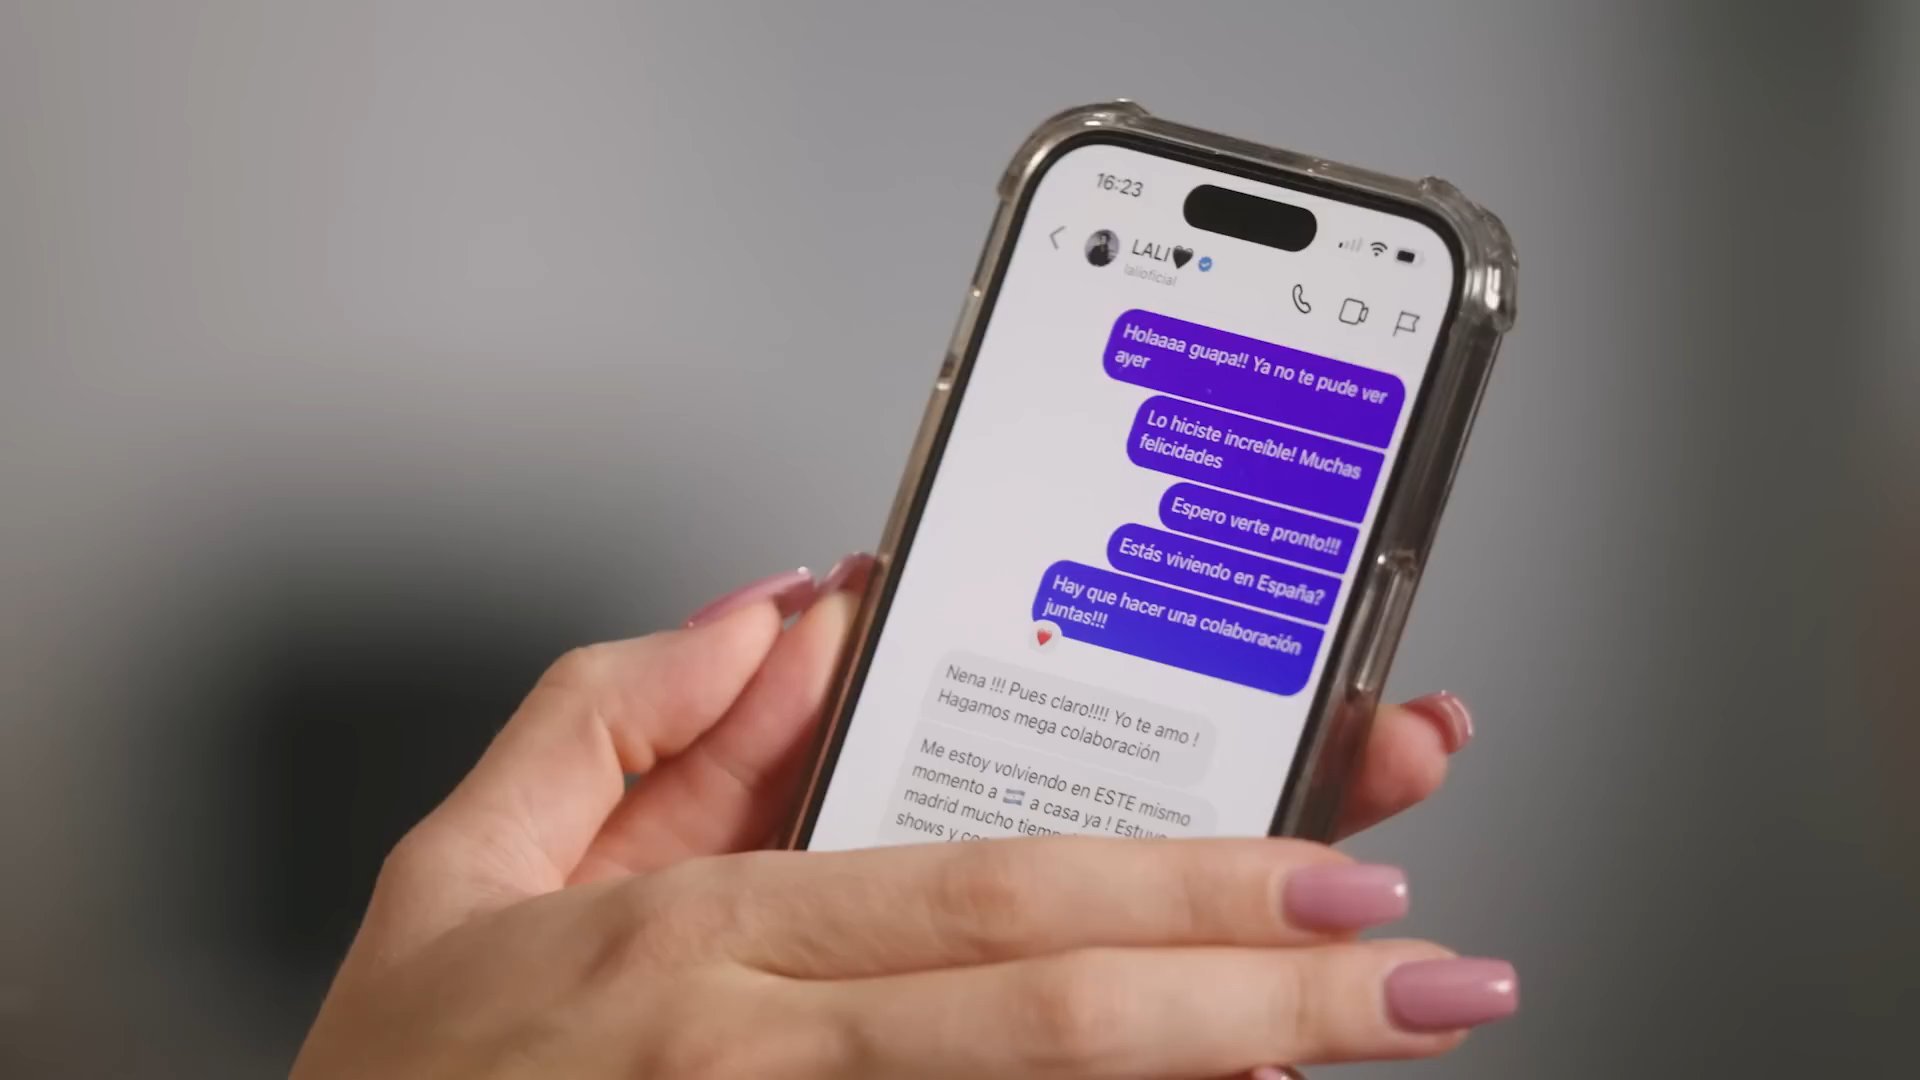 16:23
LALI🖤
lalioficial
Holaaaa guapa!! Ya no te pude ver
ayer
Lo hiciste increíble! Muchas
felicidades
Espero verte pronto!!!
Estás viviendo en España?
Hay que hacer una colaboración
juntas!!!
Nena !!! Pues claro!!!! Yo te amo !
Hagamos mega colaboración
Me estoy volviendo en ESTE mismo
momento a 🇦🇷 a casa ya ! Estuve
madrid mucho
shows y